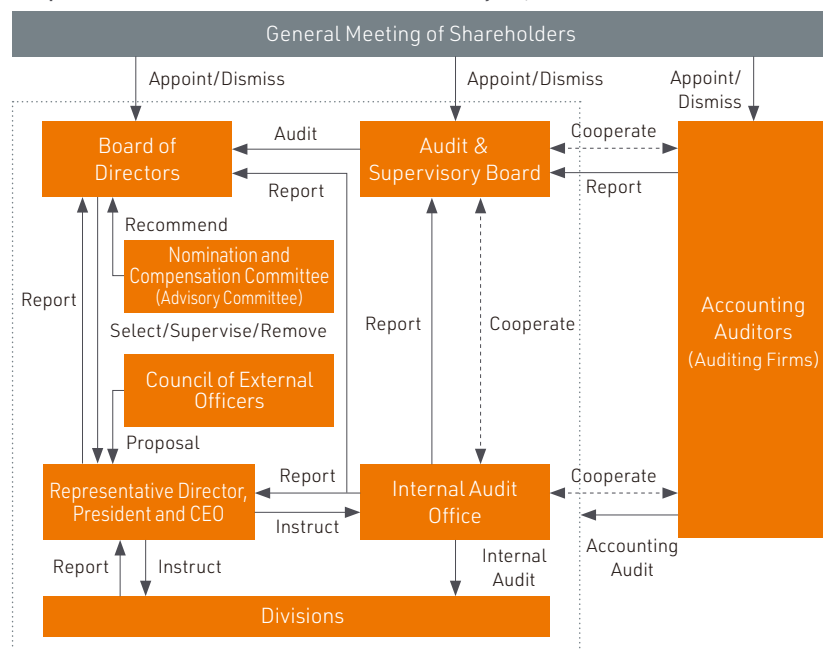 General Meeting of Shareholders
Appoint/Dismiss
Appoint/Dismiss
Appoint/
Dismiss
Board of
Directors
Audit
Audit &
Supervisory Board
Cooperate
Report
Report
Recommend
Nomination and
Compensation Committee
(Advisory Committee)
Report
Select/Supervise/Remove
Report
Cooperate
Accounting
Auditors
(Auditing Firms)
Council of External
Officers
Proposal
Representative Director,
President and CEO
Report
Instruct
Internal Audit
Office
Cooperate
Accounting
Audit
Report
Instruct
Internal
Audit
Divisions